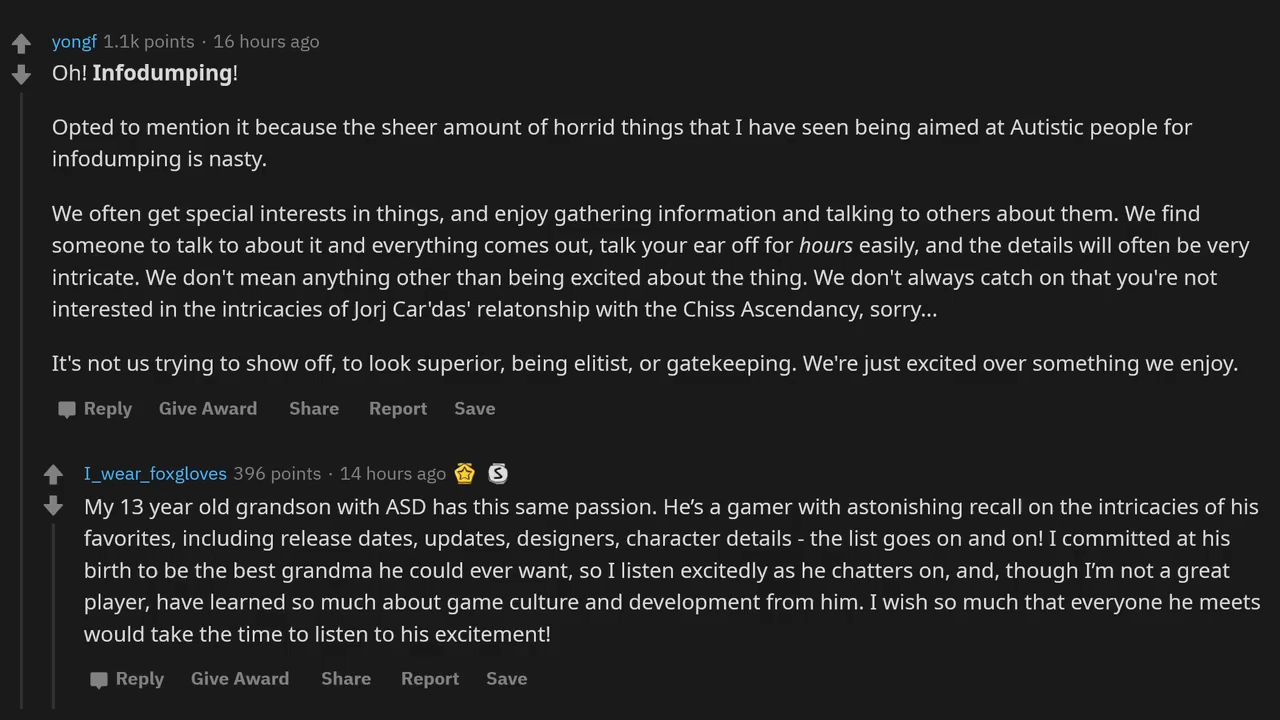 yongf 1.1k points · 16 hours ago
Oh! Infodumping!
Opted to mention it because the sheer amount of horrid things that I have seen being aimed at Autistic people for
infodumping is nasty.
We often get special interests in things, and enjoy gathering information and talking to others about them. We find
someone to talk to about it and everything comes out, talk your ear off for hours easily, and the details will often be very
intricate. We don't mean anything other than being excited about the thing. We don't always catch on that you're not
interested in the intricacies of Jorj Car'das' relatonship with the Chiss Ascendancy, sorry...
It's not us trying to show off, to look superior, being elitist, or gatekeeping. We're just excited over something we enjoy.
Reply Give Award Share Report Save
I_wear_foxgloves 396 points · 14 hours ago S
My 13 year old grandson with ASD has this same passion. He’s a gamer with astonishing recall on the intricacies of his
favorites, including release dates, updates, designers, character details - the list goes on and on! I committed at his
birth to be the best grandma he could ever want, so I listen excitedly as he chatters on, and, though I’m not a great
player, have learned so much about game culture and development from him. I wish so much that everyone he meets
would take the time to listen to his excitement!
Reply Give Award Share Report Save